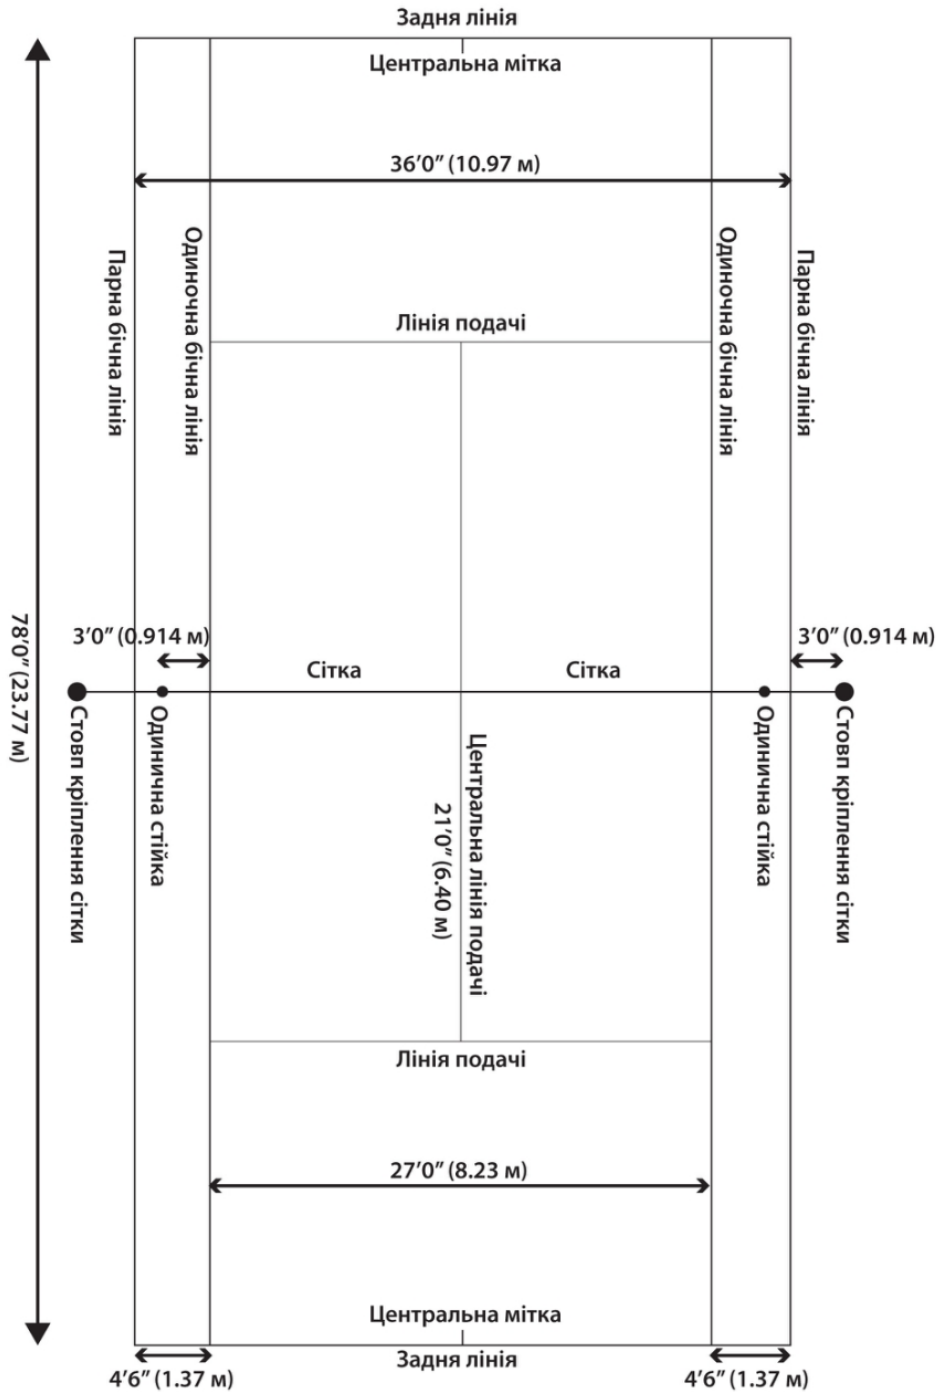 Задня лінія
Центральна мітка
36′0″ (10.97 м)
Парна бічна лінія
Одиночна бічна лінія
Одиночна бічна лінія
Парна бічна лінія
Лінія подачі
78′0″ (23.77 м)
3′0″ (0.914 м)
3′0″ (0.914 м)
Сітка
Сітка
Стовп кріплення сітки
Одинична стійка
21′0″ (6.40 м)
Центральна лінія подачі
Одинична стійка
Стовп кріплення сітки
Лінія подачі
27′0″ (8.23 м)
Центральна мітка
Задня лінія
4′6″ (1.37 м)
4′6″ (1.37 м)